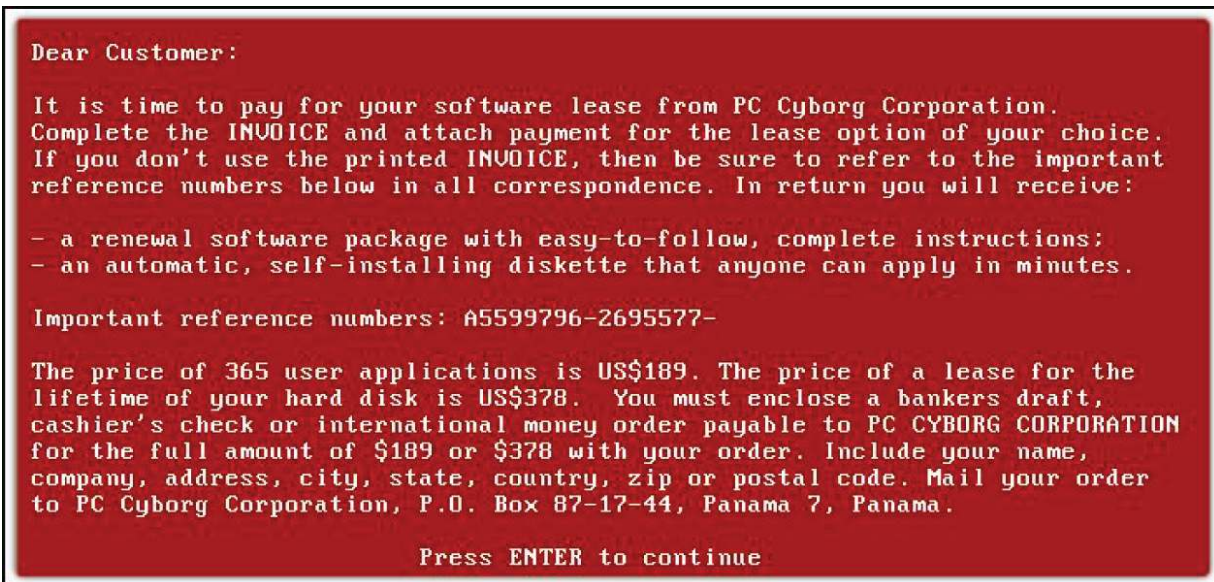 Dear Customer:
It is time to pay for your software lease from PC Cyborg Corporation.
Complete the INVOICE and attach payment for the lease option of your choice.
If you don't use the printed INVOICE, then be sure to refer to the important
reference numbers below in all correspondence. In return you will receive:
- a renewal software package with easy-to-follow, complete instructions;
- an automatic, self-installing diskette that anyone can apply in minutes.
Important reference numbers: A5599796-2695577-
The price of 365 user applications is US$189. The price of a lease for the
lifetime of your hard disk is US$378. You must enclose a bankers draft,
cashier's check or international money order payable to PC CYBORG CORPORATION
for the full amount of $189 or $378 with your order. Include your name,
company, address, city, state, country, zip or postal code. Mail your order
to PC Cyborg Corporation, P.O. Box 87-17-44, Panama 7, Panama.
Press ENTER to continue